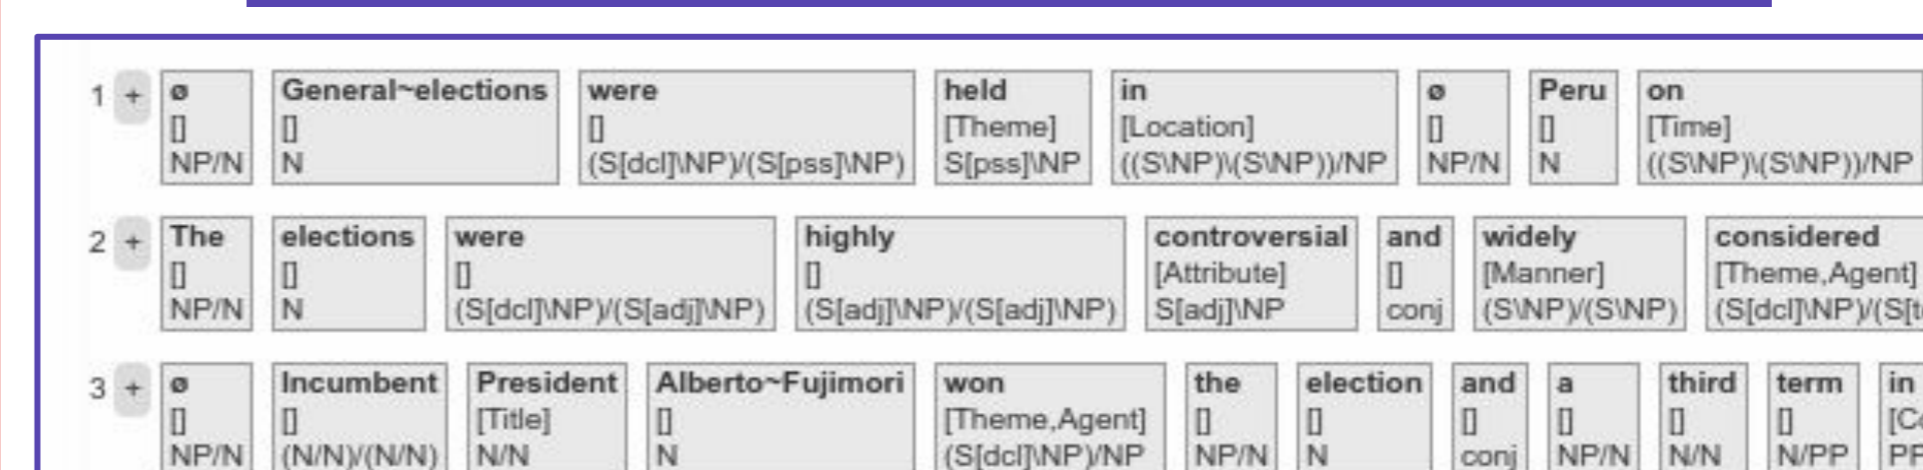 1 + ø General~elections were held in ø Peru on
[] [] [] [Theme] [Location] [] [] [Time]
NP/N N (S[dcl]\NP)/(S[pss]\NP) S[pss]\NP ((S\NP)\(S\NP))/NP NP/N N ((S\NP)\(S\NP))/NP
2 + The elections were highly controversial and widely considered
[] [] [] [] [Attribute] [] [Manner] [Theme,Agent]
NP/N N (S[dcl]\NP)/(S[adj]\NP) (S[adj]\NP)/(S[adj]\NP) S[adj]\NP conj (S\NP)/(S\NP) (S[dcl]\NP)/(S[t
3 + ø Incumbent President Alberto~Fujimori won the election and a third term in
[] [] [Title] [] [Theme,Agent] [] [] [] [] [] [] [C
NP/N (N/N)/(N/N) N/N N (S[dcl]\NP)/NP NP/N N conj NP/N N/N N/PP PP